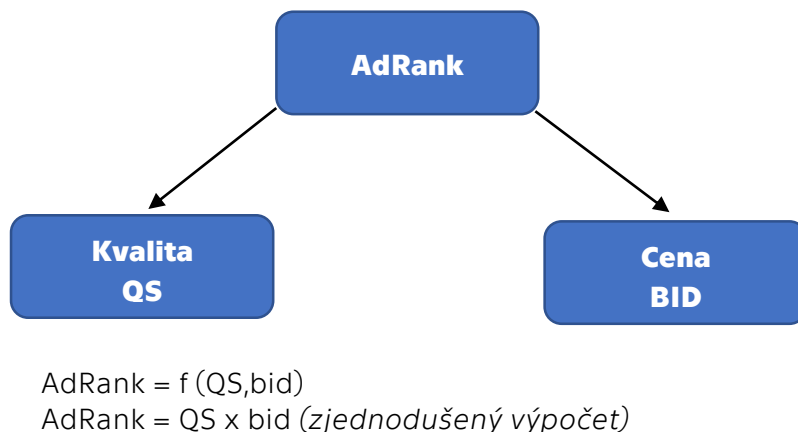 AdRank
Kvalita
QS
Cena
BID
AdRank = f (QS,bid)
AdRank = QS x bid (zjednodušený výpočet)